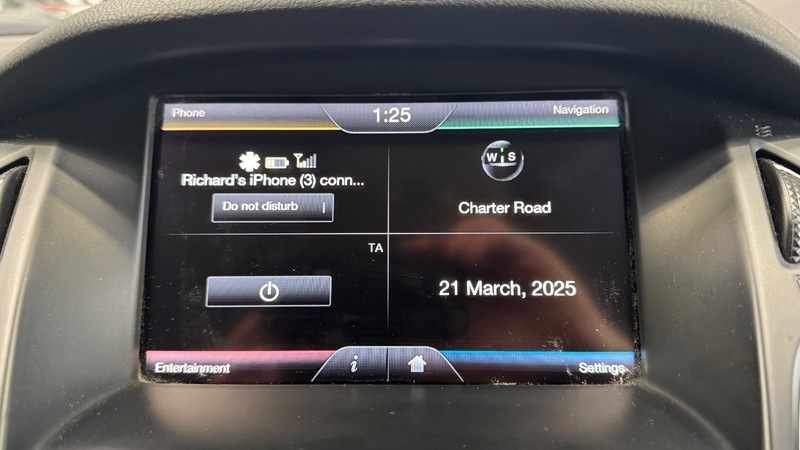 Phone
1:25
Navigation
Richard's iPhone (3) conn...
Do not disturb
W S
Charter Road
TA
21 March, 2025
Entertainment
i
Settings